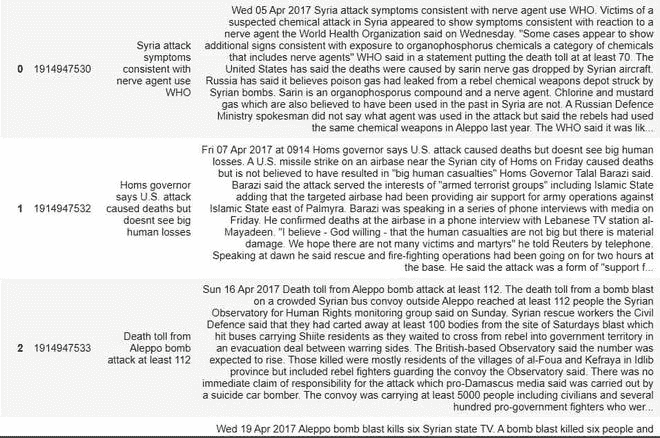 Wed 05 Apr 2017 Syria attack symptoms consistent with nerve agent use WHO. Victims of a
suspected chemical attack in Syria appeared to show symptoms consistent with reaction to a
nerve agent the World Health Organization said on Wednesday. "Some cases appear to show
additional signs consistent with exposure to organophosphorus chemicals a category of chemicals
that includes nerve agents" WHO said in a statement putting the death toll at at least 70. The
United States has said the deaths were caused by sarin nerve gas dropped by Syrian aircraft.
Russia has said it believes poison gas had leaked from a rebel chemical weapons depot struck by
Syrian bombs. Sarin is an organophosporus compound and a nerve agent. Chlorine and mustard
gas which are also believed to have been used in the past in Syria are not. A Russian Defence
Ministry spokesman did not say what agent was used in the attack but said the rebels had used
the same chemical weapons in Aleppo last year. The WHO said it was lik...
0 1914947530
Syria attack
symptoms
consistent with
nerve agent use
WHO
Fri 07 Apr 2017 at 0914 Homs governor says U.S. attack caused deaths but doesnt see big human
losses. A U.S. missile strike on an airbase near the Syrian city of Homs on Friday caused deaths
but is not believed to have resulted in "big human casualties" Homs Governor Talal Barazi said.
Barazi said the attack served the interests of "armed terrorist groups" including Islamic State
adding that the targeted airbase had been providing air support for army operations against
Islamic State east of Palmyra. Barazi was speaking in a series of phone interviews with media on
Friday. He confirmed deaths at the airbase in a phone interview with Lebanese TV station al-
Mayadeen. "I believe - God willing - that the human casualties are not big but there is material
damage. We hope there are not many victims and martyrs" he told Reuters by telephone.
Speaking at dawn he said rescue and fire-fighting operations had been going on for two hours at
the base. He said the attack was a form of "support f...
1 1914947532
Homs governor
says U.S. attack
caused deaths but
doesnt see big
human losses
Sun 16 Apr 2017 Death toll from Aleppo bomb attack at least 112. The death toll from a bomb blast
on a crowded Syrian bus convoy outside Aleppo reached at least 112 people the Syrian
Observatory for Human Rights monitoring group said on Sunday. Syrian rescue workers the Civil
Defence said that they had carted away at least 100 bodies from the site of Saturdays blast which
hit buses carrying Shiite residents as they waited to cross from rebel into government territory in
an evacuation deal between warring sides. The British-based Observatory said the number was
expected to rise. Those killed were mostly residents of the villages of al-Foua and Kefraya in Idlib
province but included rebel fighters guarding the convoy the Observatory said. There was no
immediate claim of responsibility for the attack which pro-Damascus media said was carried out by
a suicide car bomber. The convoy was carrying at least 5000 people including civilians and several
hundred pro-government fighters who wer...
2 1914947533
Death toll from
Aleppo bomb
attack at least 112
Wed 19 Apr 2017 Aleppo bomb blast kills six Syrian state TV. A bomb blast killed six people and